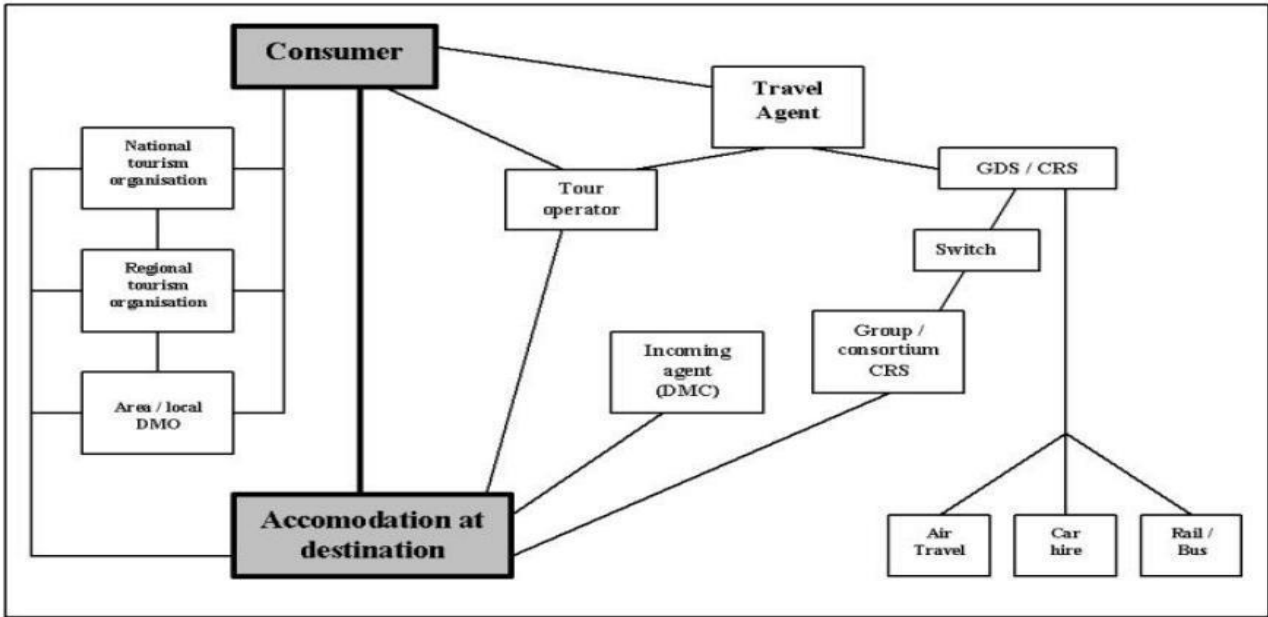 Consumer
Travel
Agent
National
tourism
organisation
Tour
operator
GDS / CRS
Switch
Regional
tourism
organisation
Incoming
agent
(DMC)
Group /
consortium
CRS
Area / local
DMO
Accomodation at
destination
Air
Travel
Car
hire
Rail /
Bus